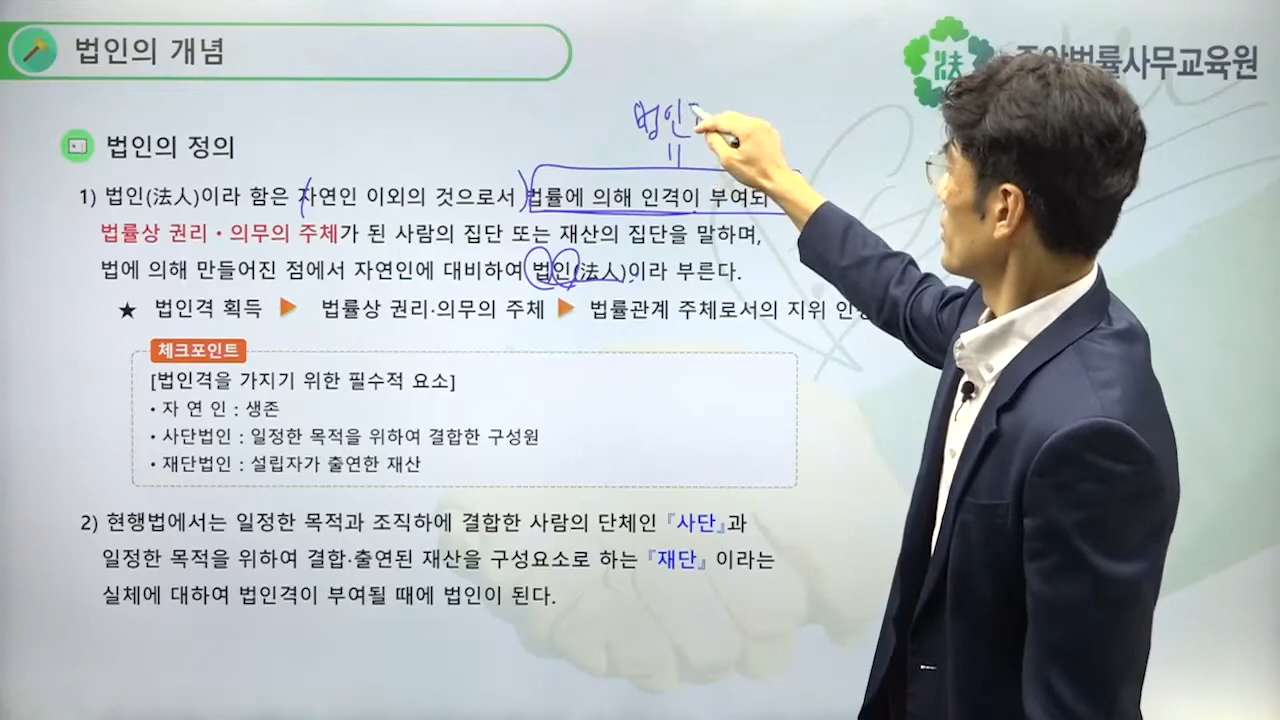 법인의 개념
법률사무교육원
법인
법인의 정의
1) 법인(法人)이라 함은 자연인 이외의 것으로서 법률에 의해 인격이 부여되
법률상 권리・의무의 주체가 된 사람의 집단 또는 재산의 집단을 말하며,
법에 의해 만들어진 점에서 자연인에 대비하여 법인(法人)이라 부른다.
★ 법인격 획득 ▶ 법률상 권리·의무의 주체 ▶ 법률관계 주체로서의 지위
체크포인트
[법인격을 가지기 위한 필수적 요소]
• 자 연 인 : 생존
• 사단법인 : 일정한 목적을 위하여 결합한 구성원
• 재단법인 : 설립자가 출연한 재산
2) 현행법에서는 일정한 목적과 조직하에 결합한 사람의 단체인 『사단』과
일정한 목적을 위하여 결합·출연된 재산을 구성요소로 하는 『재단』 이라는
실체에 대하여 법인격이 부여될 때에 법인이 된다.